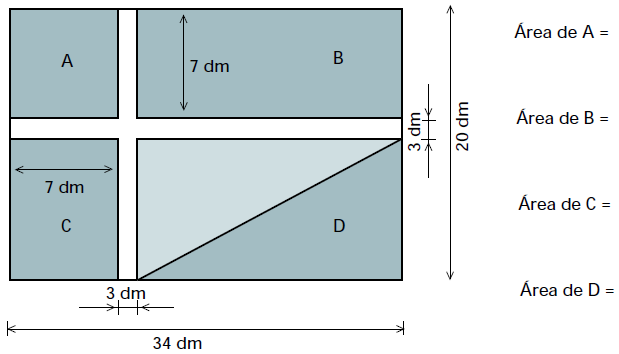 Área de A =
A
7 dm
B
Área de B =
3 dm
20 dm
7 dm
C
D
Área de C =
3 dm
Área de D =
34 dm